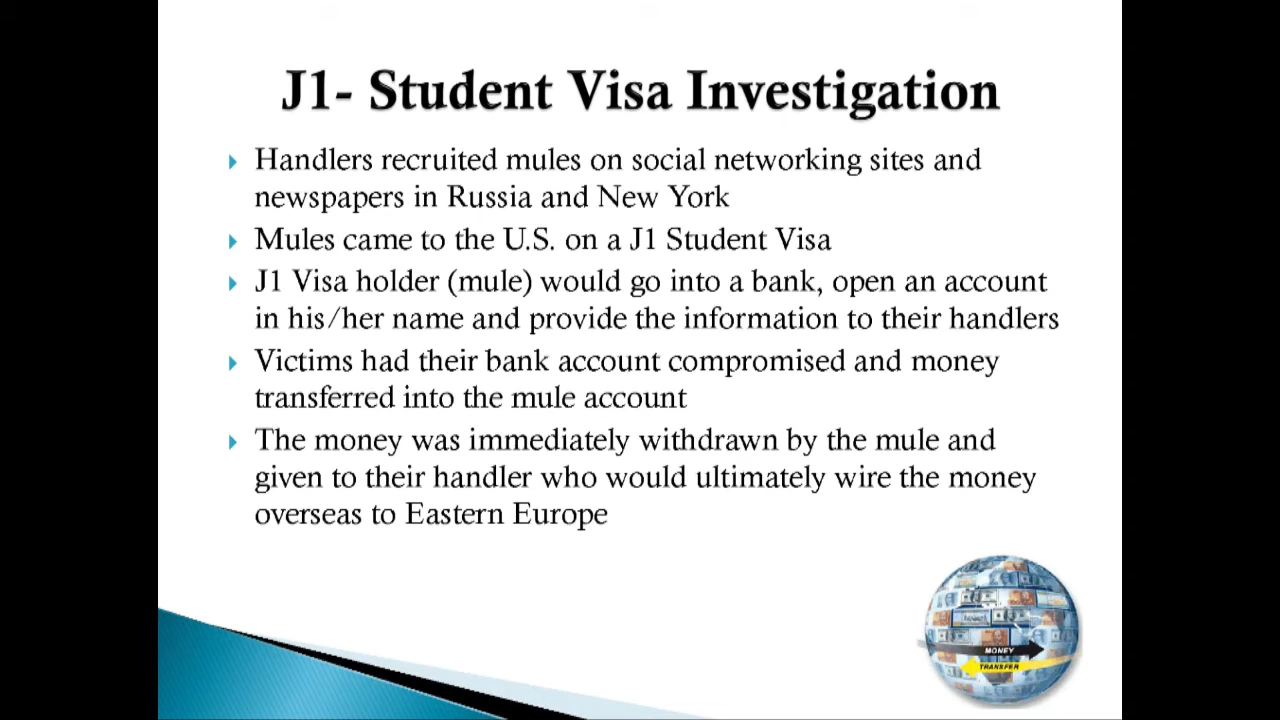 J1- Student Visa Investigation
Handlers recruited mules on social networking sites and
newspapers in Russia and New York
Mules came to the U.S. on a J1 Student Visa
J1 Visa holder (mule) would go into a bank, open an account
in his/her name and provide the information to their handlers
Victims had their bank account compromised and money
transferred into the mule account
The money was immediately withdrawn by the mule and
given to their handler who would ultimately wire the money
overseas to Eastern Europe
MONEY
TRANSFER